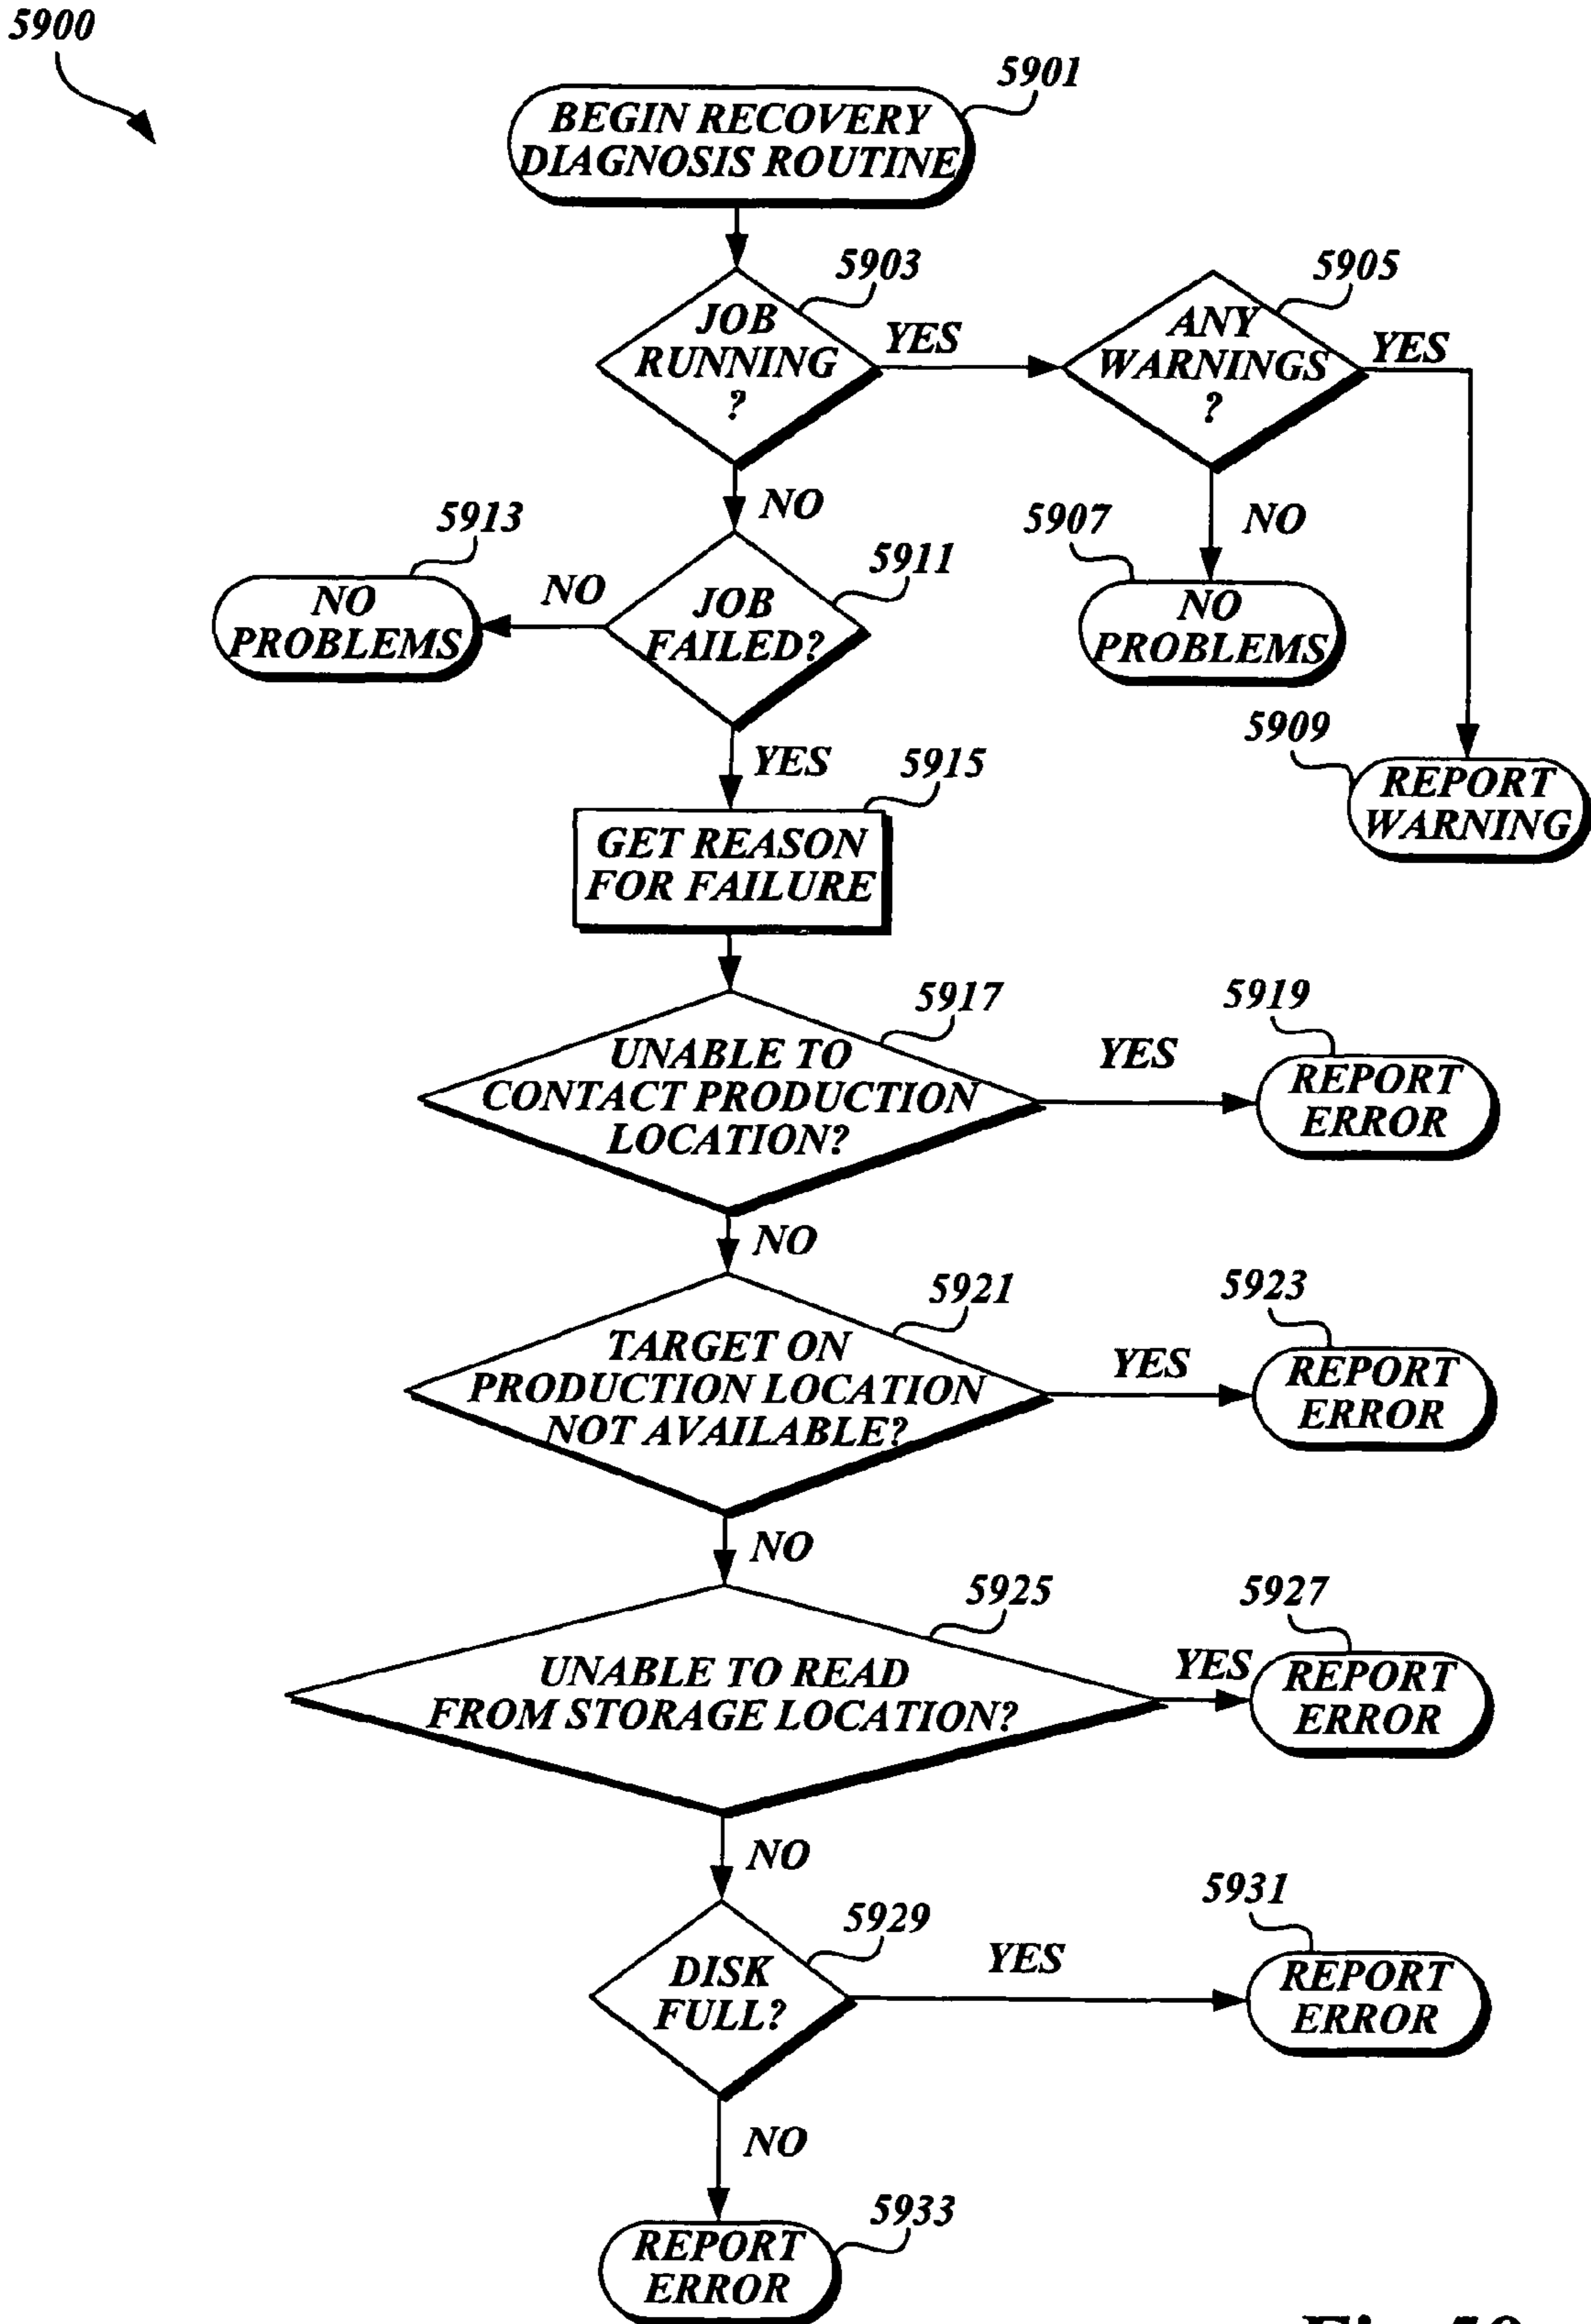 5900
5901
BEGIN RECOVERY
DIAGNOSIS ROUTINE
5903
JOB
RUNNING
?
YES
5905
ANY
WARNINGS
?
YES
NO
NO
5907
NO
PROBLEMS
5909
REPORT
WARNING
5913
NO
PROBLEMS
NO
5911
JOB
FAILED?
YES
5915
GET REASON
FOR FAILURE
5917
UNABLE TO
CONTACT PRODUCTION
LOCATION?
YES
5919
REPORT
ERROR
NO
5921
TARGET ON
PRODUCTION LOCATION
NOT AVAILABLE?
YES
5923
REPORT
ERROR
NO
5925
UNABLE TO READ
FROM STORAGE LOCATION?
YES
5927
REPORT
ERROR
NO
5929
DISK
FULL?
YES
5931
REPORT
ERROR
NO
5933
REPORT
ERROR